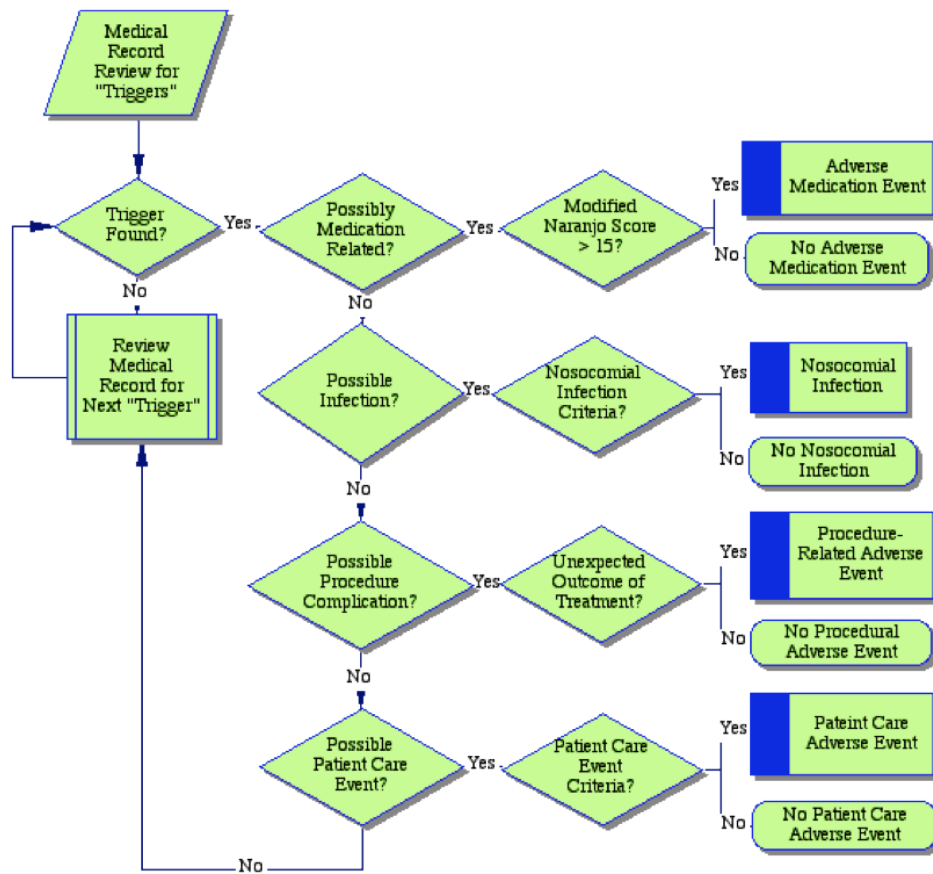 Medical
Record
Review for
"Triggers"
Trigger
Found?
Yes
Possibly
Medication
Related?
Yes
Modified
Naranjo Score
> 15?
Yes
Adverse
Medication Event
No
No Adverse
Medication Event
No
Review
Medical
Record for
Next "Trigger"
No
Possible
Infection?
Yes
Nosocomial
Infection
Criteria?
Yes
Nosocomial
Infection
No
No Nosocomial
Infection
No
Possible
Procedure
Complication?
Yes
Unexpected
Outcome of
Treatment?
Yes
Procedure-
Related Adverse
Event
No
No Procedural
Adverse Event
No
Possible
Patient Care
Event?
Yes
Patient Care
Event
Criteria?
Yes
Pateint Care
Adverse Event
No
No Patient Care
Adverse Event
No